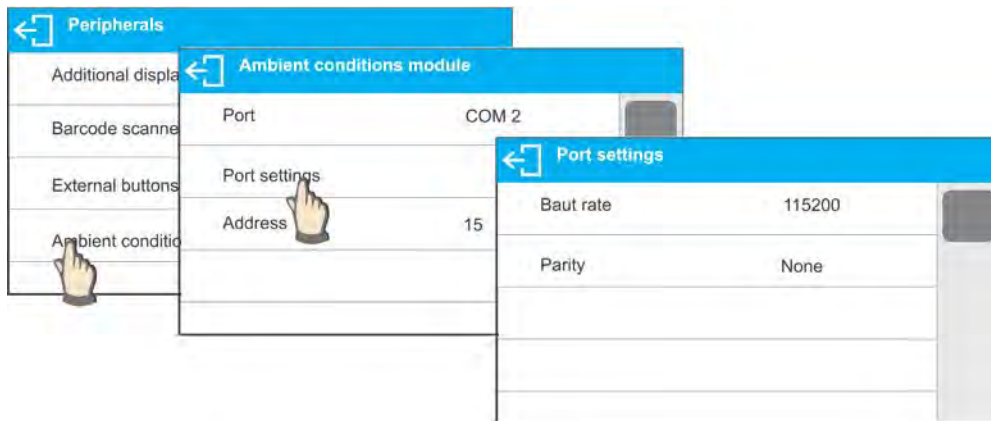 Peripherals
Additional displa
Barcode scanne
External buttons
Ambient conditio
Ambient conditions module
Port COM 2
Port settings
Address 15
Port settings
Baut rate 115200
Parity None